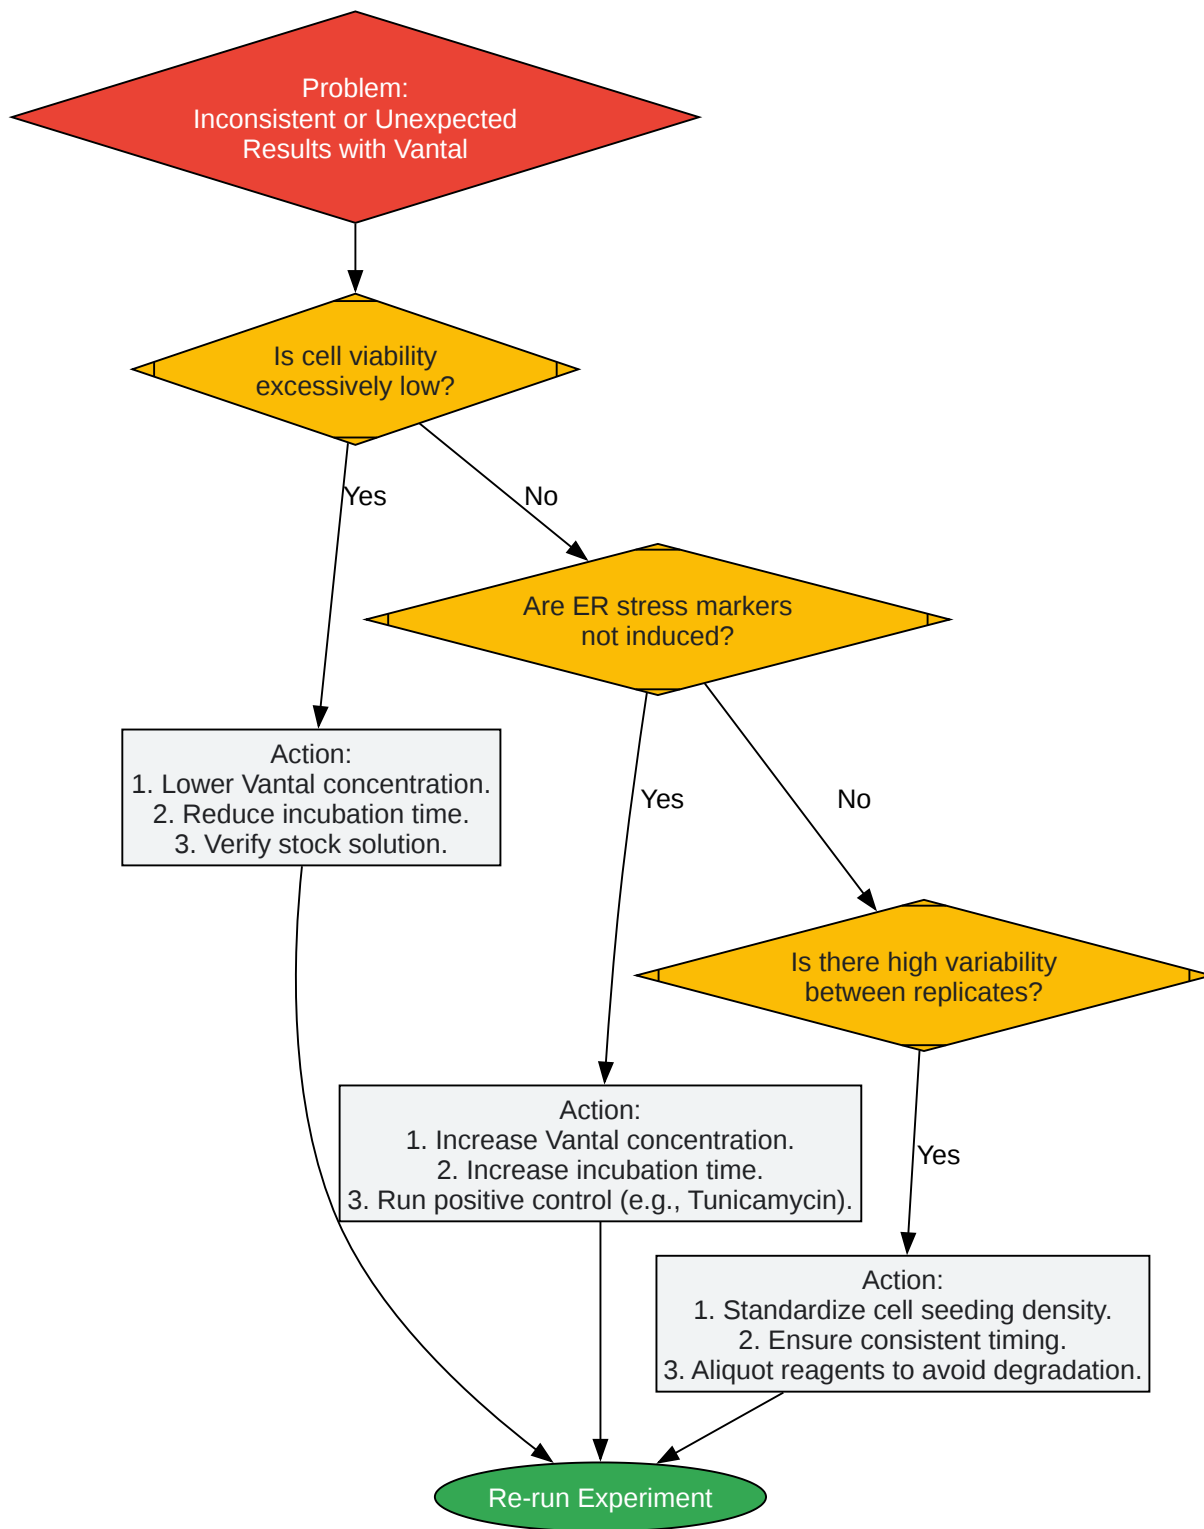 Problem:
Inconsistent or Unexpected
Results with Vantal
Is cell viability
excessively low?
Yes
No
Are ER stress markers
not induced?
Action:
1. Lower Vantal concentration.
2. Reduce incubation time.
3. Verify stock solution.
Yes
No
Is there high variability
between replicates?
Action:
1. Increase Vantal concentration.
2. Increase incubation time.
3. Run positive control (e.g., Tunicamycin).
Yes
Action:
1. Standardize cell seeding density.
2. Ensure consistent timing.
3. Aliquot reagents to avoid degradation.
Re-run Experiment